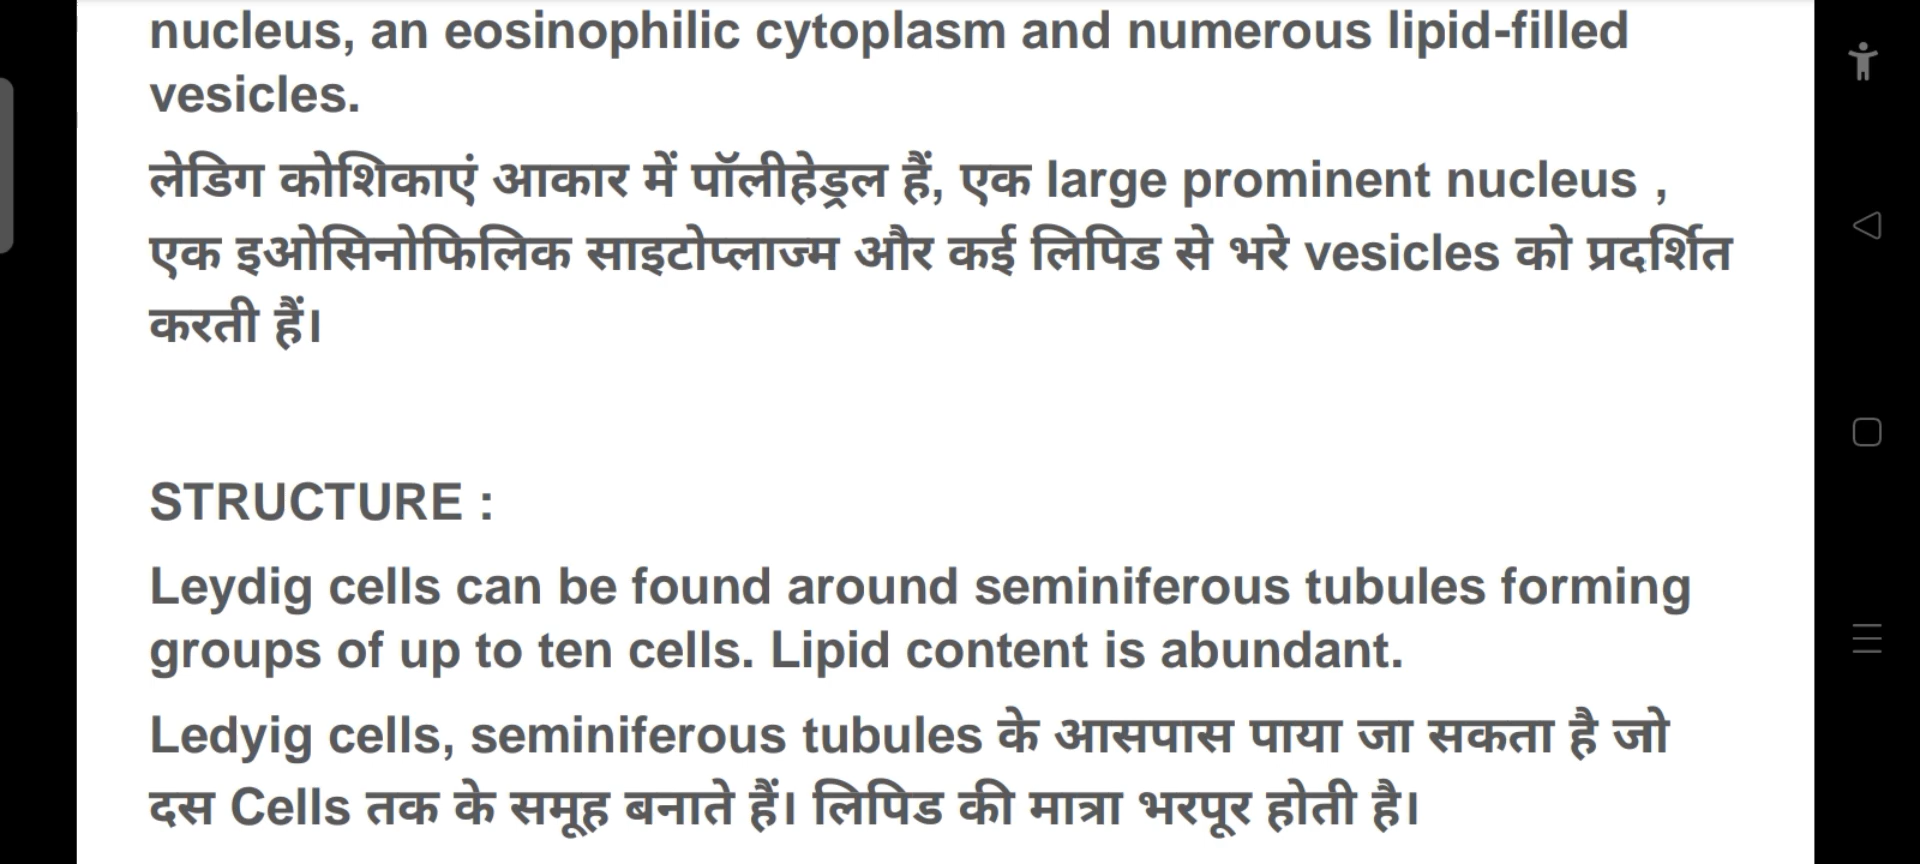 nucleus, an eosinophilic cytoplasm and numerous lipid-filled
vesicles.
लेडिग कोशिकाएं आकार में पॉलीहेड्रल हैं, एक large prominent nucleus ,
एक इओसिनोफिलिक साइटोप्लाज्म और कई लिपिड से भरे vesicles को प्रदर्शित
करती हैं।
STRUCTURE :
Leydig cells can be found around seminiferous tubules forming
groups of up to ten cells. Lipid content is abundant.
Ledyig cells, seminiferous tubules के आसपास पाया जा सकता है जो
दस Cells तक के समूह बनाते हैं। लिपिड की मात्रा भरपूर होती है।